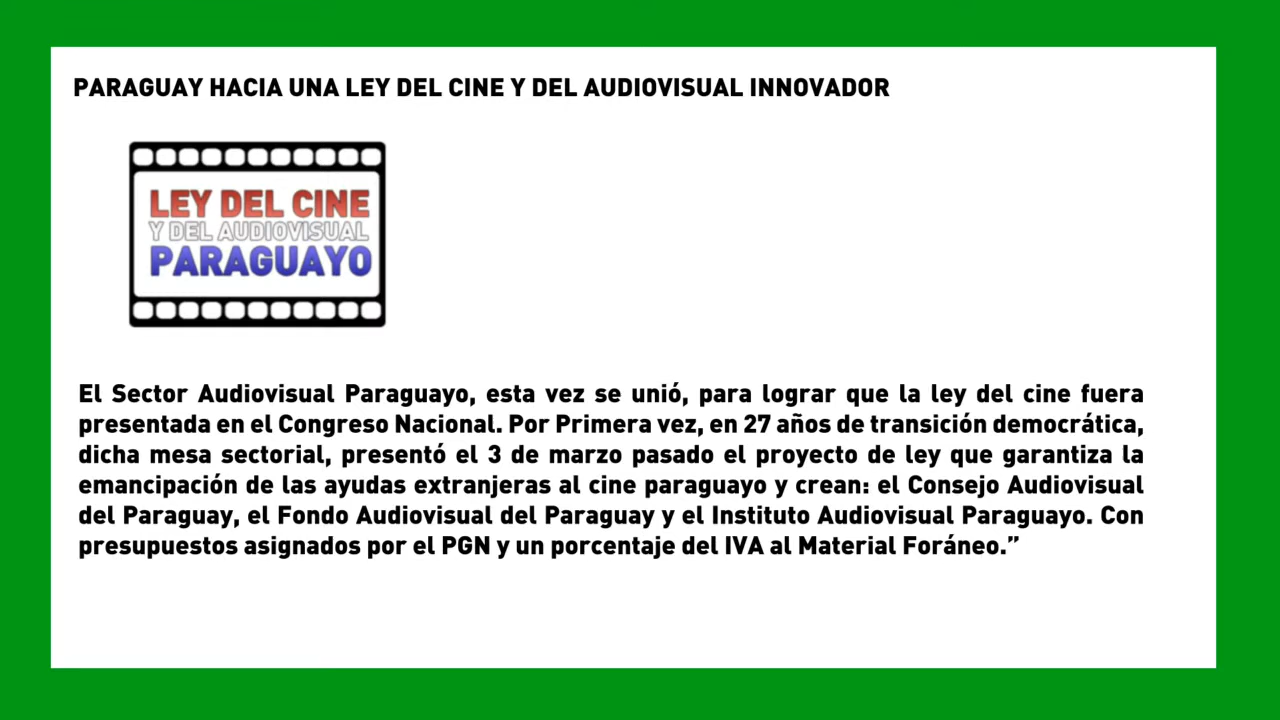 PARAGUAY HACIA UNA LEY DEL CINE Y DEL AUDIOVISUAL INNOVADOR
LEY DEL CINE
Y DEL AUDIOVISUAL
PARAGUAYO
El Sector Audiovisual Paraguayo, esta vez se unió, para lograr que la ley del cine fuera
presentada en el Congreso Nacional. Por Primera vez, en 27 años de transición democrática,
dicha mesa sectorial, presentó el 3 de marzo pasado el proyecto de ley que garantiza la
emancipación de las ayudas extranjeras al cine paraguayo y crean: el Consejo Audiovisual
del Paraguay, el Fondo Audiovisual del Paraguay y el Instituto Audiovisual Paraguayo. Con
presupuestos asignados por el PGN y un porcentaje del IVA al Material Foráneo.”